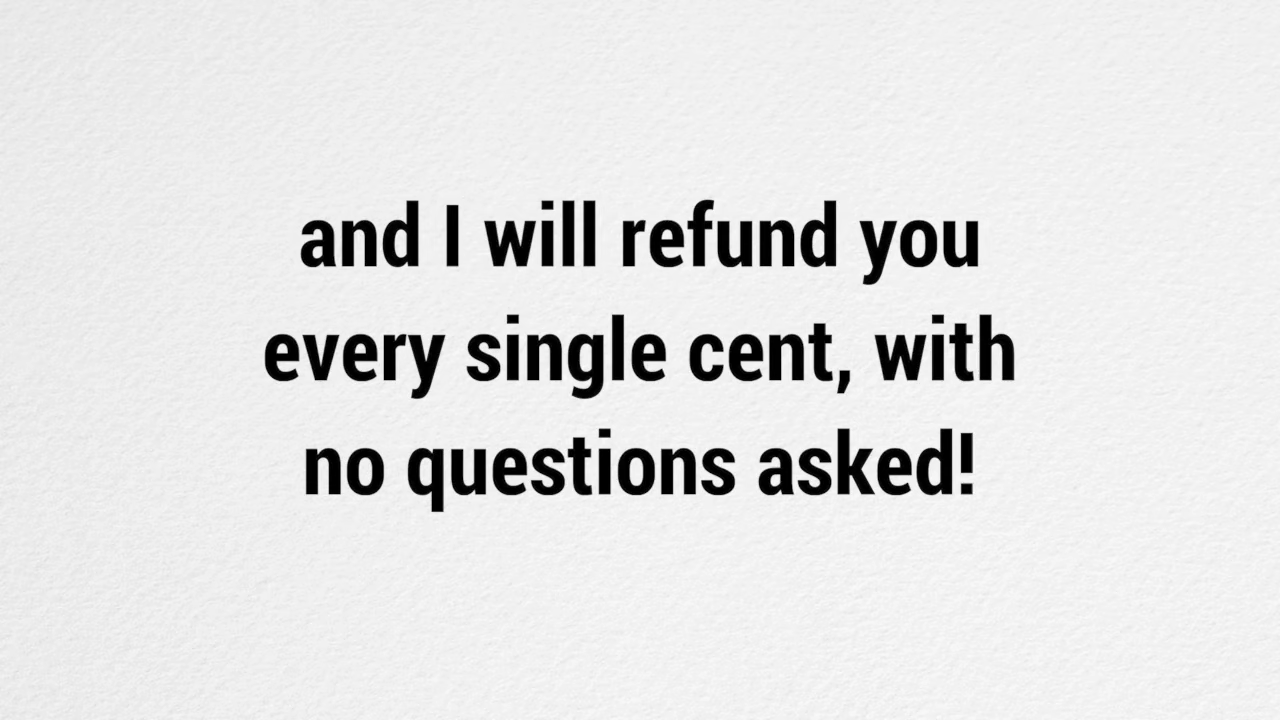 and I will refund you
every single cent, with
no questions asked!